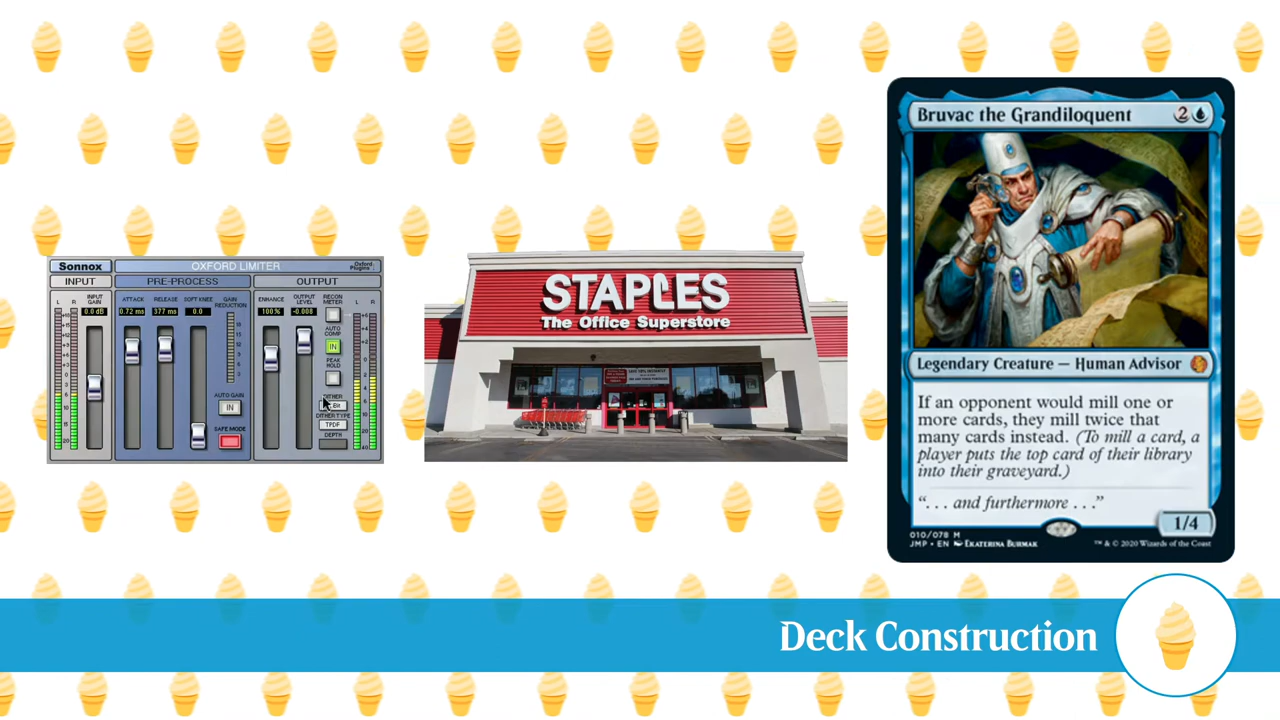 Sonnox
OXFORD LIMITER
Oxford Plugins
INPUT
PRE-PROCESS
OUTPUT
L R
INPUT GAIN
0.0 dB
ATTACK
0.72 ms
RELEASE
377 ms
SOFT KNEE
0.0
GAIN REDUCTION
AUTO GAIN
IN
SAFE MODE
ENHANCE
100%
OUTPUT LEVEL
-0.008
RECON METER
AUTO COMP
IN
PEAK HOLD
DITHER
DITHER TYPE
TPDF
DEPTH
L R
STAPLES
The Office Superstore
Bruvac the Grandiloquent 2
Legendary Creature — Human Advisor
If an opponent would mill one or
more cards, they mill twice that
many cards instead. (To mill a card, a
player puts the top card of their library
into their graveyard.)
“. . . and furthermore . . .”
1/4
010/078 M
JMP • EN EKATERINA BURMAK
™ & © 2020 Wizards of the Coast
Deck Construction